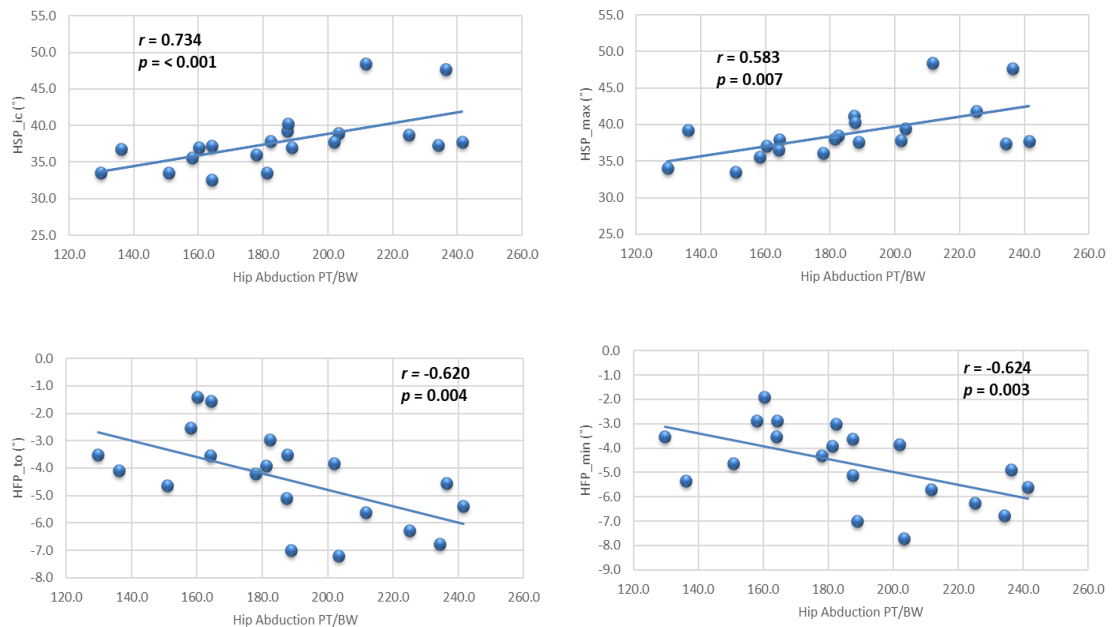 55.0
50.0
45.0
40.0
35.0
30.0
25.0
HSP_ic (˚)
r = 0.734
p = < 0.001
120.0 140.0 160.0 180.0 200.0 220.0 240.0 260.0
Hip Abduction PT/BW
55.0
50.0
45.0
40.0
35.0
30.0
25.0
HSP_max (˚)
r = 0.583
p = 0.007
120.0 140.0 160.0 180.0 200.0 220.0 240.0 260.0
Hip Abduction PT/BW
0.0
-1.0
-2.0
-3.0
-4.0
-5.0
-6.0
-7.0
-8.0
HFP_to (˚)
r = -0.620
p = 0.004
120.0 140.0 160.0 180.0 200.0 220.0 240.0 260.0
Hip Abduction PT/BW
0.0
-1.0
-2.0
-3.0
-4.0
-5.0
-6.0
-7.0
-8.0
-9.0
HFP_min (˚)
r = -0.624
p = 0.003
120.0 140.0 160.0 180.0 200.0 220.0 240.0 260.0
Hip Abduction PT/BW